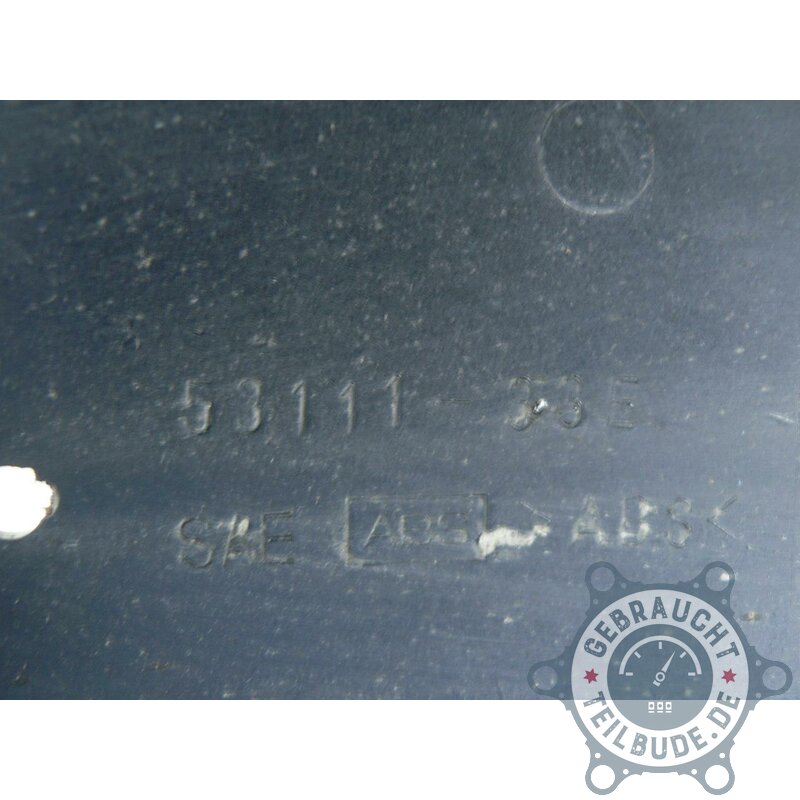 53111-33E
SAE ABS >ABS<
GEBRAUCHT
TEILBUDE.DE